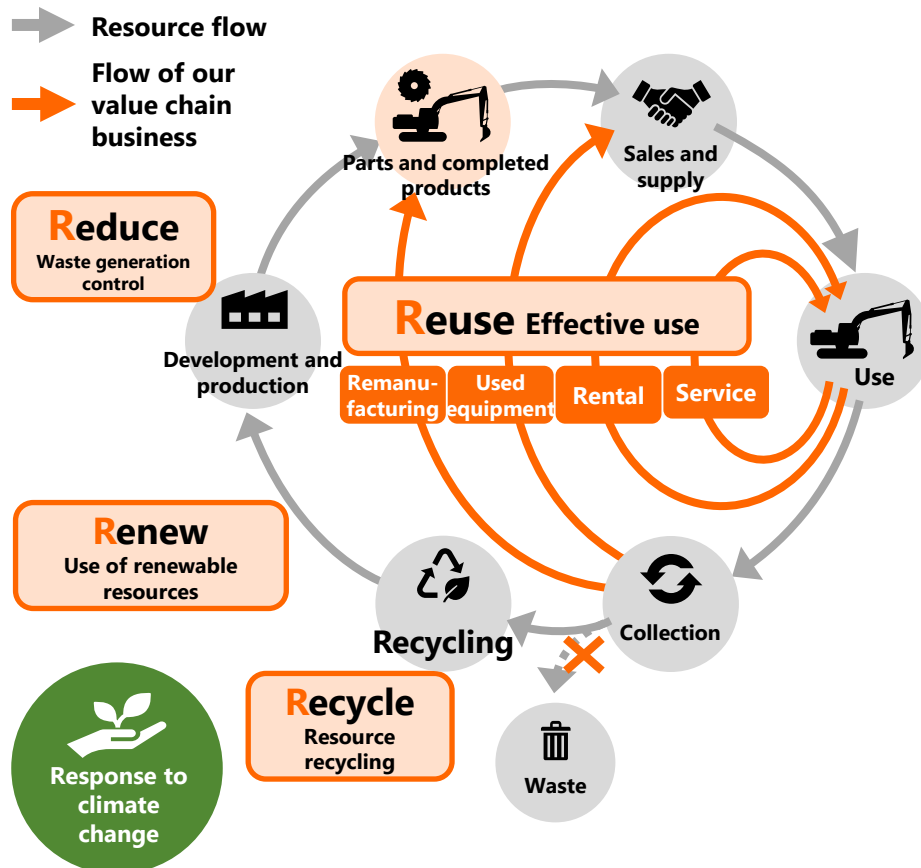 Resource flow
Flow of our
value chain
business
Parts and completed
products
Sales and
supply
Reduce
Waste generation
control
Development and
production
Reuse Effective use
Remanu-
facturing
Used
equipment
Rental
Service
Use
Renew
Use of renewable
resources
Recycling
Collection
Recycle
Resource
recycling
Waste
Response to
climate
change